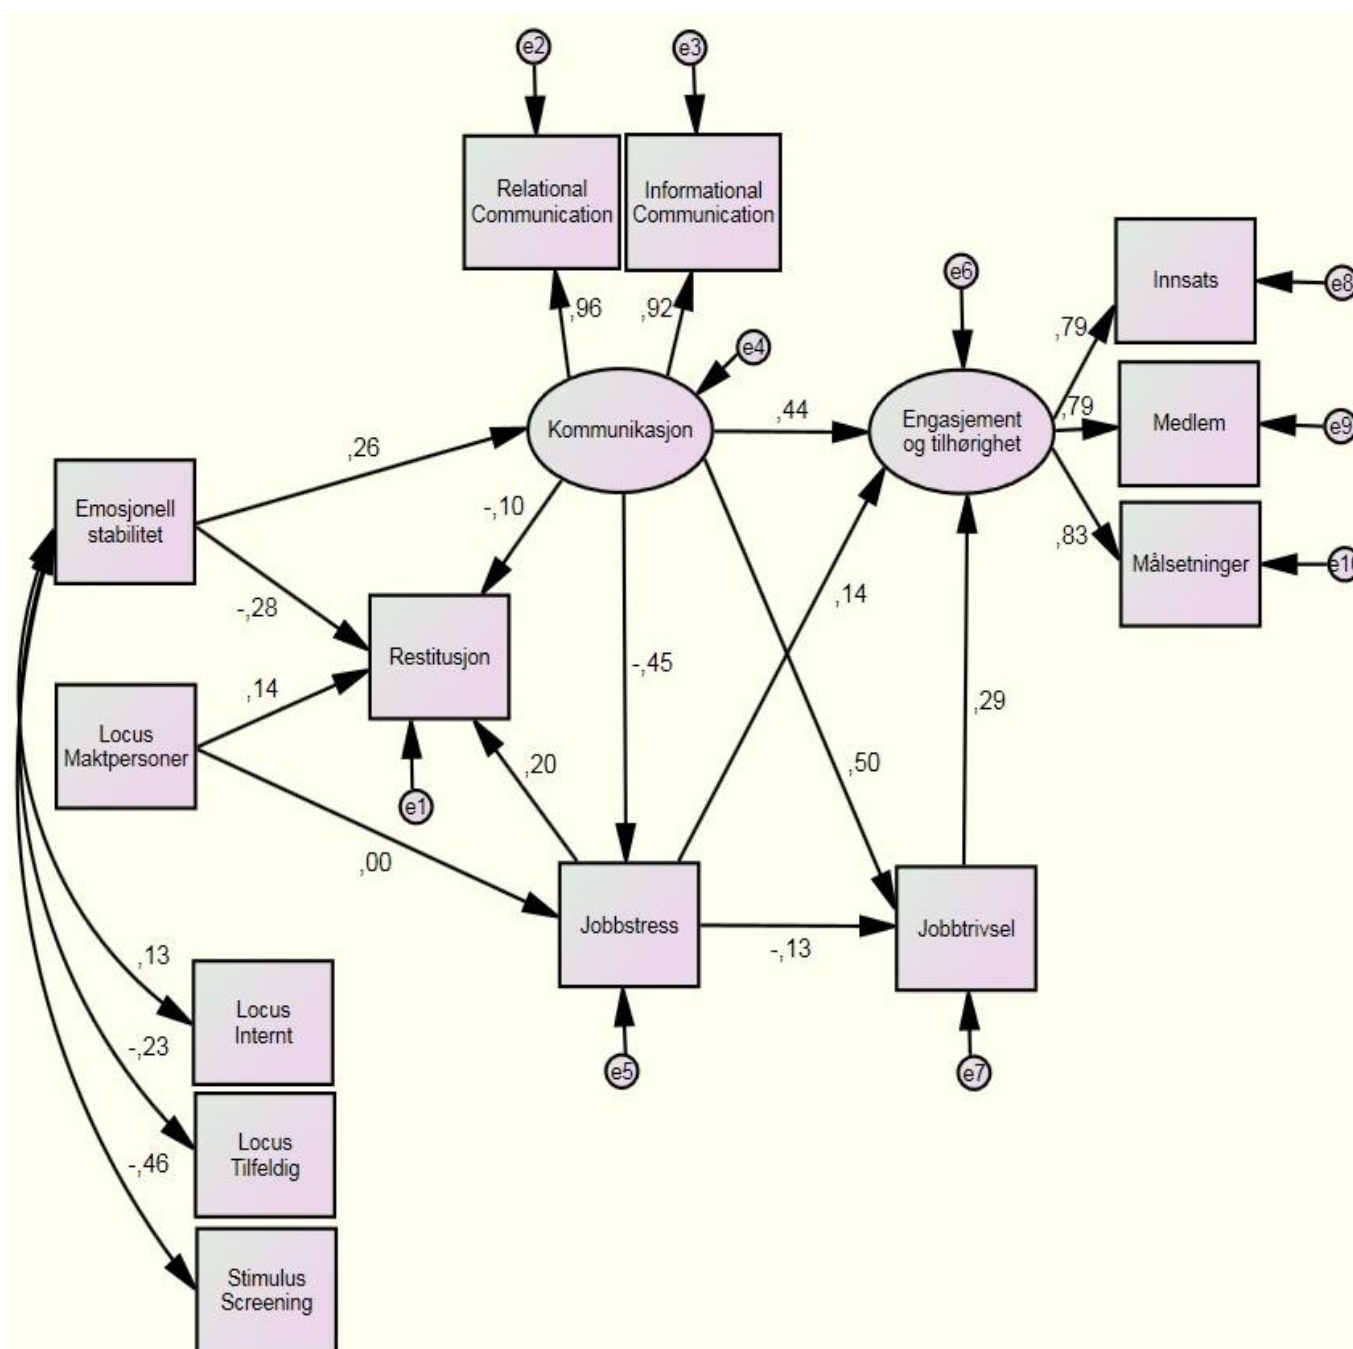 e2
e3
Relational
Communication
Informational
Communication
e6
Innsats
e8
,96
,92
,79
e4
,44
Engasjement
og tilhørighet
,79
Medlem
e9
Kommunikasjon
,26
Emosjonell
stabilitet
-,10
,83
Målsetninger
e10
-,28
,14
Restitusjon
-,45
,14
,29
Locus
Maktpersoner
,20
,50
e1
,00
Jobbstress
-,13
Jobbtrivsel
,13
Locus
Internt
-,23
e5
e7
Locus
Tilfeldig
-,46
Stimulus
Screening